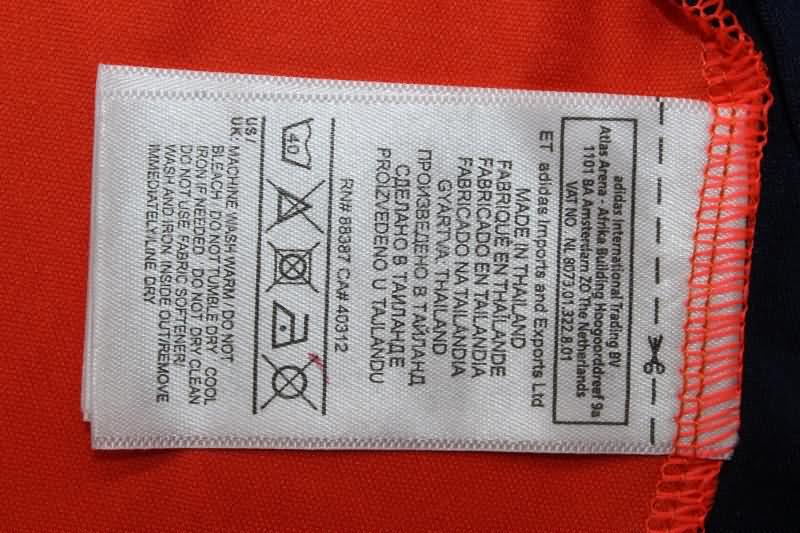 adidas International Trading BV
Atlas Arena - Afrika Building Hoogoorddreef 9a
1101 BA Amsterdam ZO The Netherlands
VAT NO NL 8073.01.322.B.01
ET adidas Imports and Exports Ltd
MADE IN THAILAND
FABRIQUÉ EN THAÏLANDE
FABRICADO EN TAILANDIA
FABRICADO NA TAILANDIA
GYÁRTVA: THAILAND
ПРОИЗВЕДЕНО В ТАЙЛАНД
СДЕЛАНО В ТАИЛАНДЕ
PROIZVEDENO U TAJLANDU
RN# 88387 CA# 40312
40
US /
UK: MACHINE WASH WARM DO NOT
BLEACH DO NOT TUMBLE DRY COOL
IRON IF NEEDED DO NOT DRY CLEAN
DO NOT USE FABRIC SOFTENER/
WASH AND IRON INSIDE OUT/REMOVE
IMMEDIATELY/LINE DRY